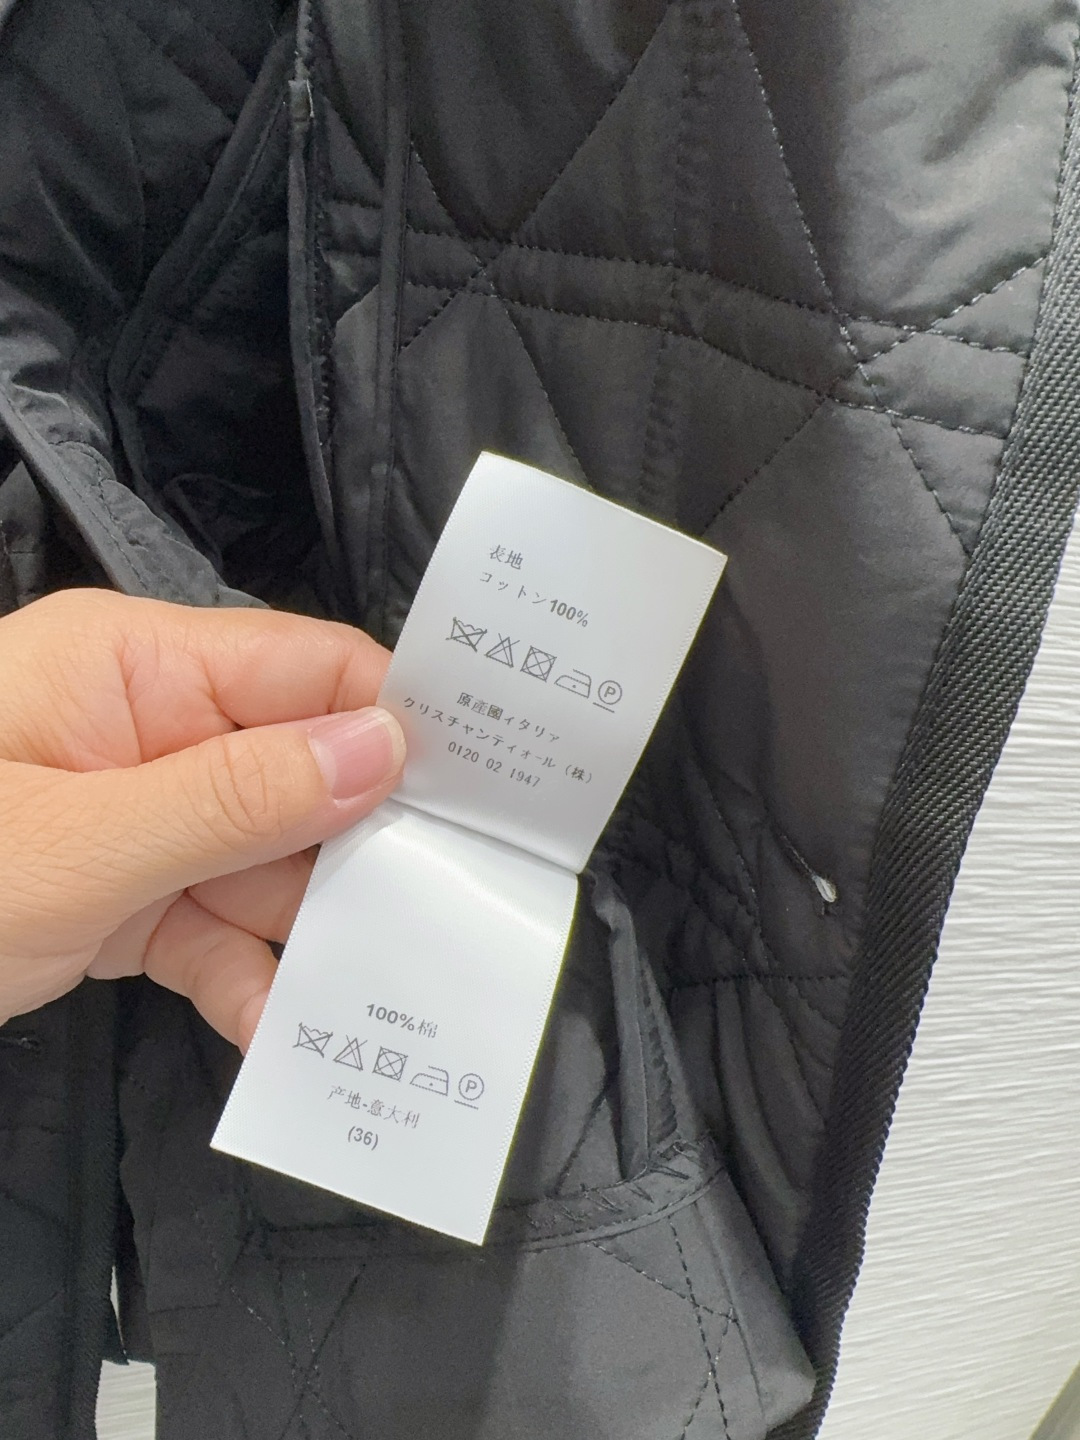 表地
コットン100%
P
原産國イタリア
クリスチャンディオール（株）
0120 02 1947
100%棉
P
产地-意大利
(36)